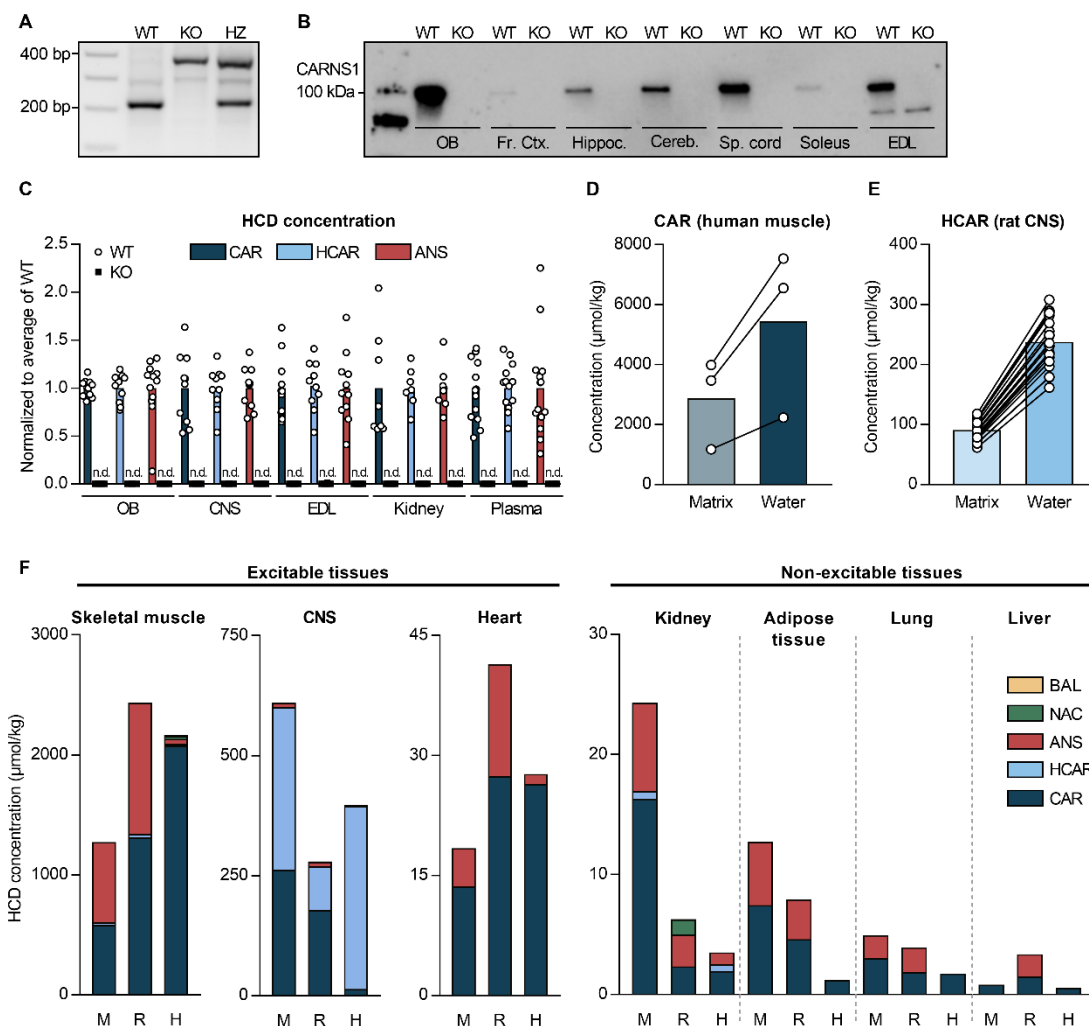 A
WT KO HZ
400 bp
200 bp
B
WT KO WT KO WT KO WT KO WT KO WT KO WT KO
CARNS1
100 kDa
OB Fr. Ctx. Hippoc. Cereb. Sp. cord Soleus EDL
C
HCD concentration
Normalized to average of WT
WT
KO
CAR HCAR ANS
2.5
2.0
1.5
1.0
0.5
0.0
n.d. n.d. n.d. n.d. n.d. n.d. n.d. n.d. n.d. n.d. n.d. n.d. n.d. n.d. n.d.
OB CNS EDL Kidney Plasma
D
CAR (human muscle)
Concentration (µmol/kg)
8000
6000
4000
2000
0
Matrix Water
E
HCAR (rat CNS)
Concentration (µmol/kg)
400
300
200
100
0
Matrix Water
F
Excitable tissues
Skeletal muscle
HCD concentration (µmol/kg)
3000
2000
1000
0
M R H
CNS
750
500
250
0
M R H
Heart
45
30
15
0
M R H
Non-excitable tissues
Kidney
Adipose
tissue
Lung
Liver
30
20
10
0
BAL
NAC
ANS
HCAR
CAR
M R H M R H M R H M R H